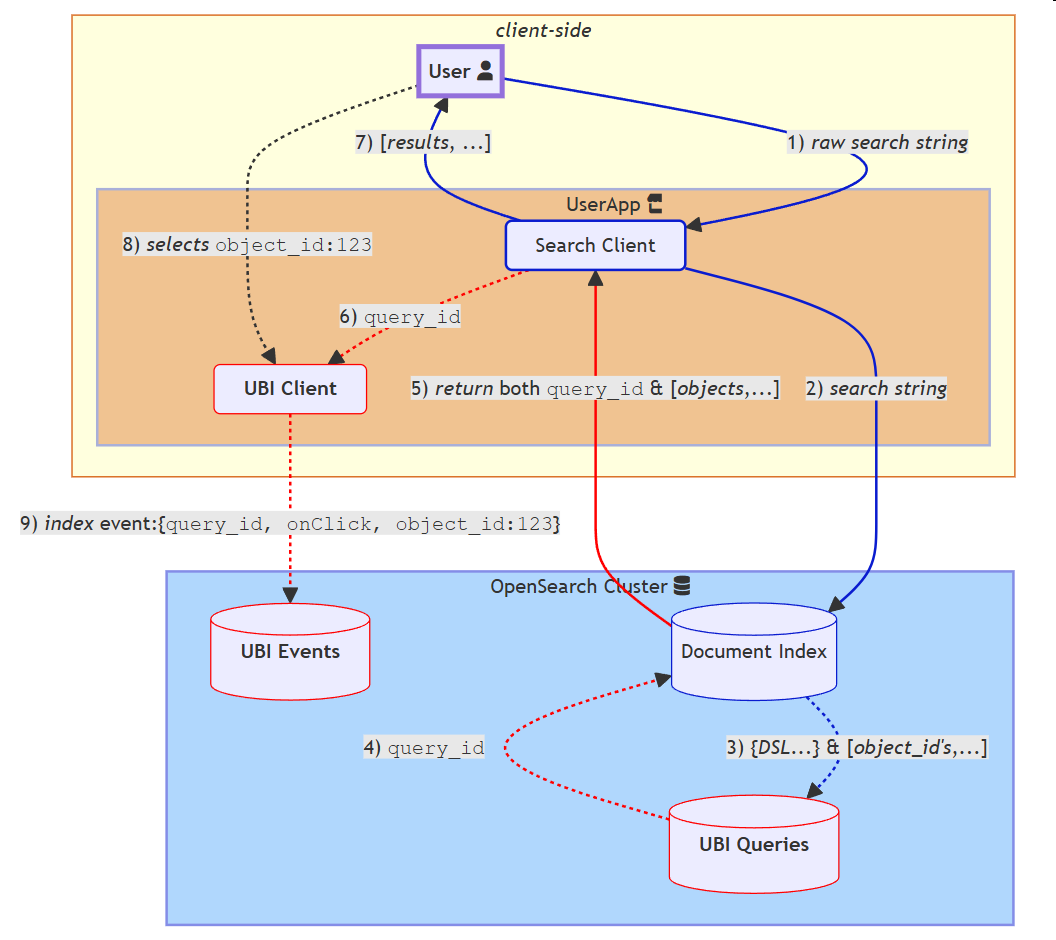 client-side
User
7) [results, ...]
1) raw search string
UserApp
8) selects object_id:123
Search Client
6) query_id
UBI Client
5) return both query_id & [objects,...]
2) search string
9) index event:{query_id, onClick, object_id:123}
OpenSearch Cluster
UBI Events
Document Index
4) query_id
3) {DSL...} & [object_id's,...]
UBI Queries